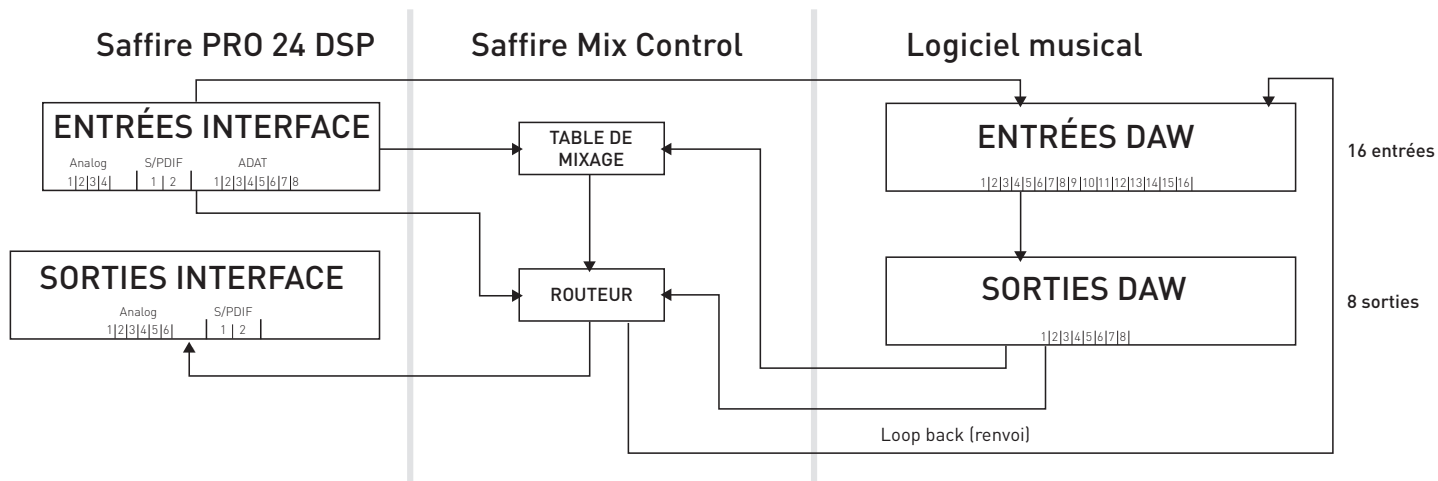 Saffire PRO 24 DSP
Saffire Mix Control
Logiciel musical
ENTRÉES INTERFACE
Analog
S/PDIF
ADAT
1|2|3|4|
1 | 2 |
1|2|3|4|5|6|7|8
TABLE DE
MIXAGE
ENTRÉES DAW
1|2|3|4|5|6|7|8|9|10|11|12|13|14|15|16|
16 entrées
SORTIES INTERFACE
Analog
S/PDIF
1|2|3|4|5|6|
1 | 2 |
ROUTEUR
SORTIES DAW
1|2|3|4|5|6|7|8|
8 sorties
Loop back (renvoi)